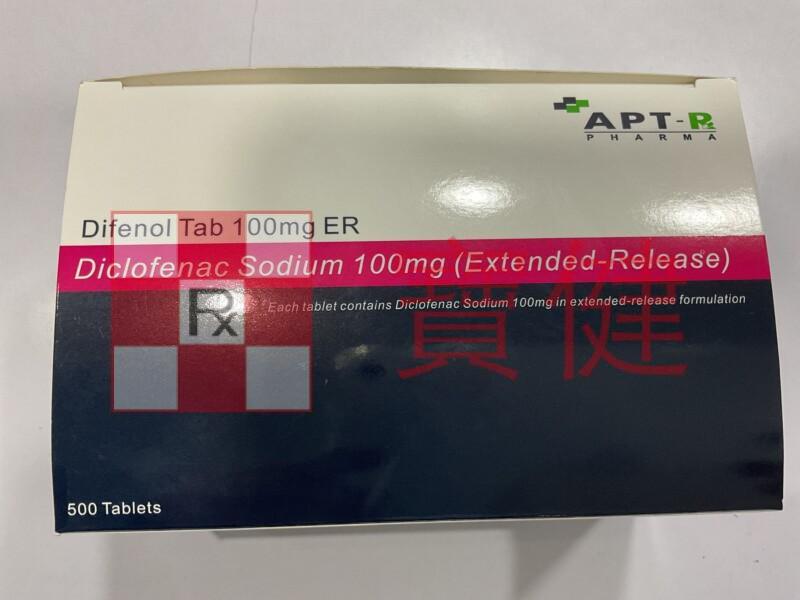 APT-Rx
PHARMA
Difenol Tab 100mg ER
Diclofenac Sodium 100mg (Extended-Release)
*Each tablet contains Diclofenac Sodium 100mg in extended-release formulation
Rx
寶健
500 Tablets